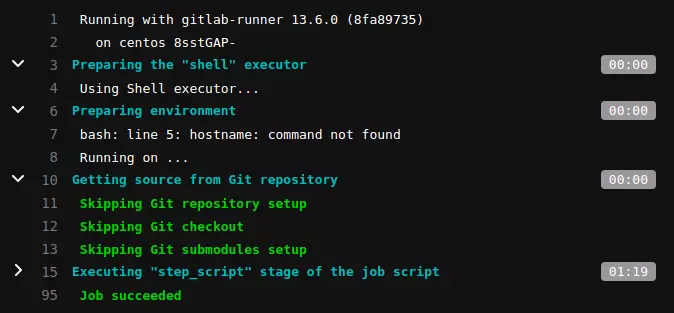 1 Running with gitlab-runner 13.6.0 (8fa89735)
2 on centos 8sstGAP-
3 Preparing the "shell" executor 00:00
4 Using Shell executor...
6 Preparing environment 00:00
7 bash: line 5: hostname: command not found
8 Running on ...
10 Getting source from Git repository 00:00
11 Skipping Git repository setup
12 Skipping Git checkout
13 Skipping Git submodules setup
15 Executing "step_script" stage of the job script 01:19
95 Job succeeded